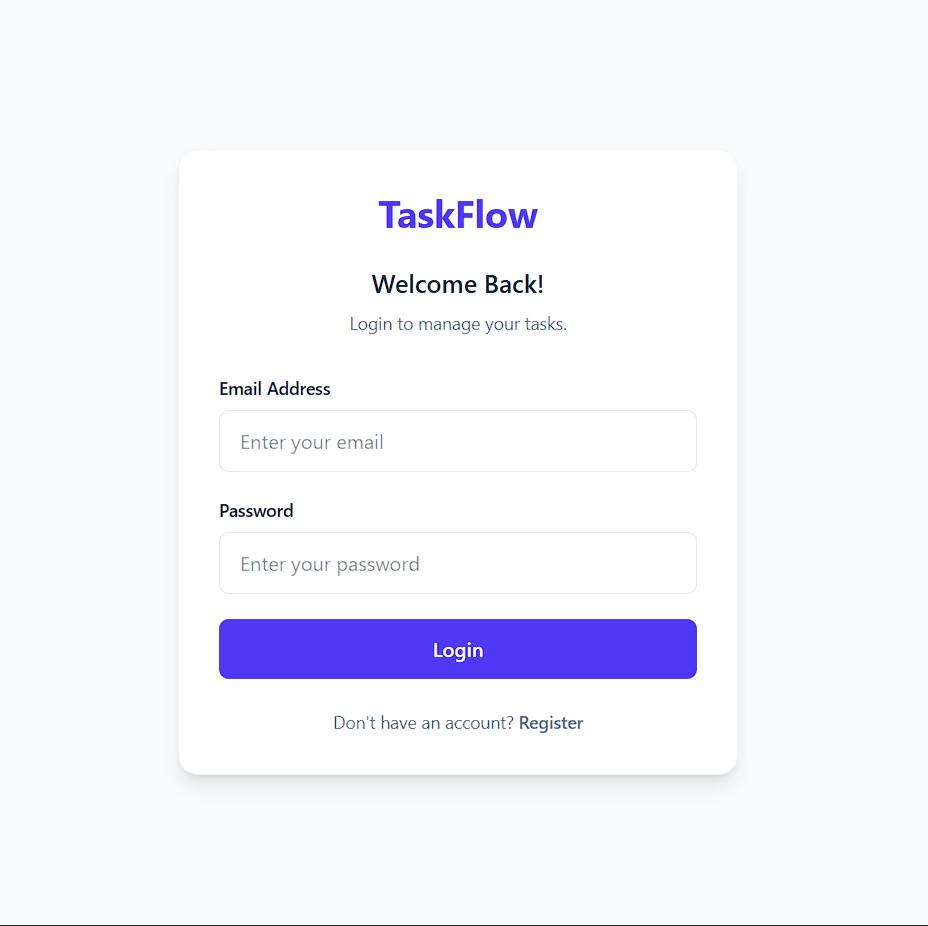 TaskFlow
Welcome Back!
Login to manage your tasks.
Email Address
Enter your email
Password
Enter your password
Login
Don't have an account? Register